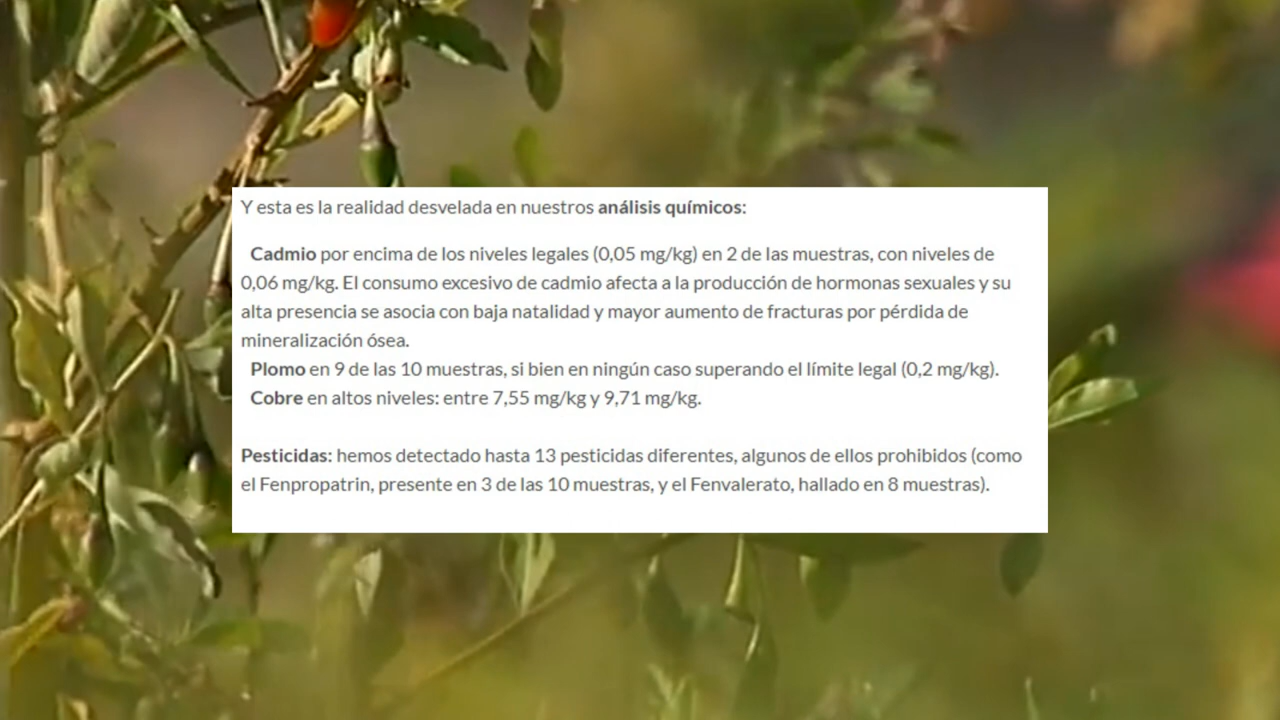 Y esta es la realidad desvelada en nuestros análisis químicos:
Cadmio por encima de los niveles legales (0,05 mg/kg) en 2 de las muestras, con niveles de
0,06 mg/kg. El consumo excesivo de cadmio afecta a la producción de hormonas sexuales y su
alta presencia se asocia con baja natalidad y mayor aumento de fracturas por pérdida de
mineralización ósea.
Plomo en 9 de las 10 muestras, si bien en ningún caso superando el límite legal (0,2 mg/kg).
Cobre en altos niveles: entre 7,55 mg/kg y 9,71 mg/kg.
Pesticidas: hemos detectado hasta 13 pesticidas diferentes, algunos de ellos prohibidos (como
el Fenpropatrin, presente en 3 de las 10 muestras, y el Fenvalerato, hallado en 8 muestras).